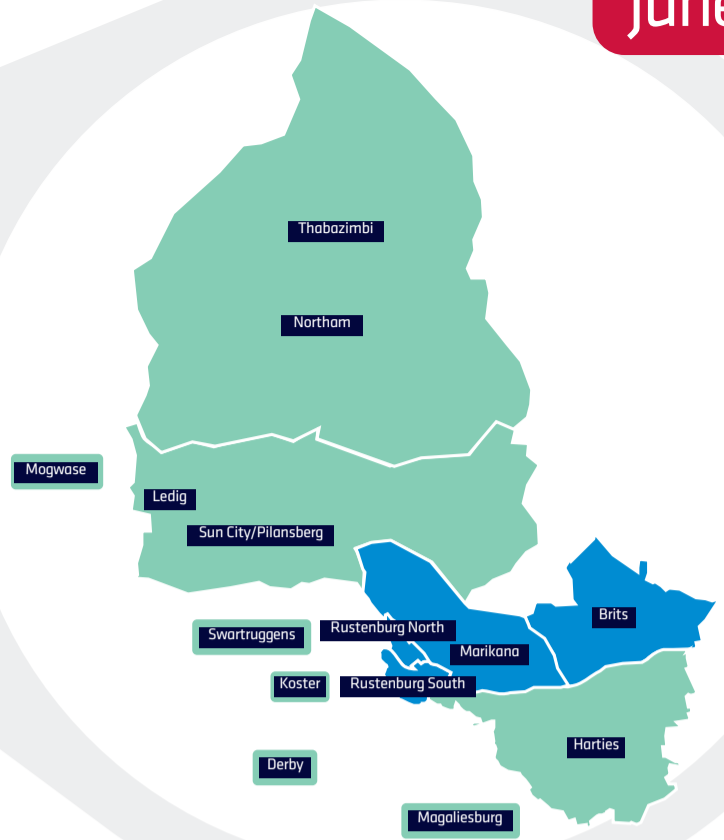 june
Thabazimbi
Northam
Mogwase
Ledig
Sun City/Pilansberg
Brits
Swartruggens
Rustenburg North
Marikana
Koster
Rustenburg South
Harties
Derby
Magaliesburg